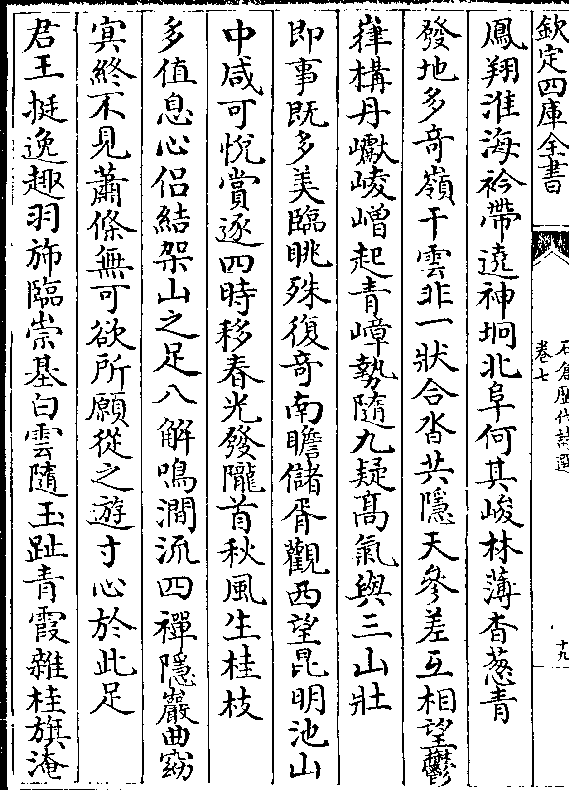 欽定四庫全書
石倉歷代詩選
卷七
十九
鳳翔淮海衿帶遶神坰北阜何其峻林薄杳葱青
發地多竒嶺干雲非一狀合沓共隱天參差互相望鬱
嵂構丹巘崚嶒起青嶂勢隨九疑髙氣與三山壯
即事既多美臨眺殊復竒南瞻儲胥觀西望昆明池山
中咸可悅賞逐四時移春光發隴首秋風生桂枝
多值息心侣結架山之足八解鳴澗流四禪隱巖曲窈
㝠終不見蕭條無可欲所願從之遊寸心於此足
君王挺逸趣羽斾臨崇基白雲隨玉趾青霞雜桂旗淹